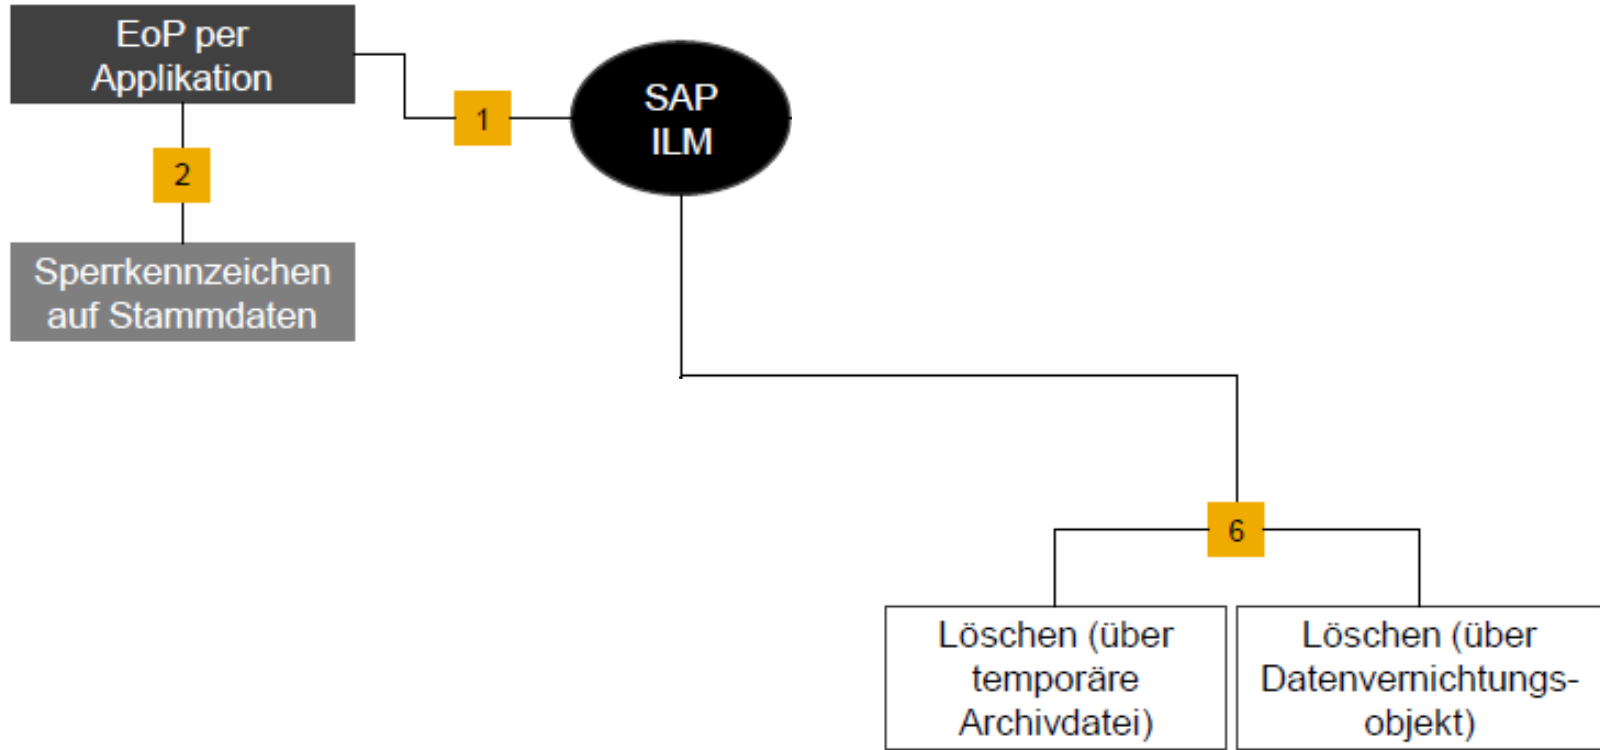 EoP per
Applikation
1
SAP
ILM
2
Sperrkennzeichen
auf Stammdaten
6
Löschen (über
temporäre
Archivdatei)
Löschen (über
Datenvernichtungs-
objekt)